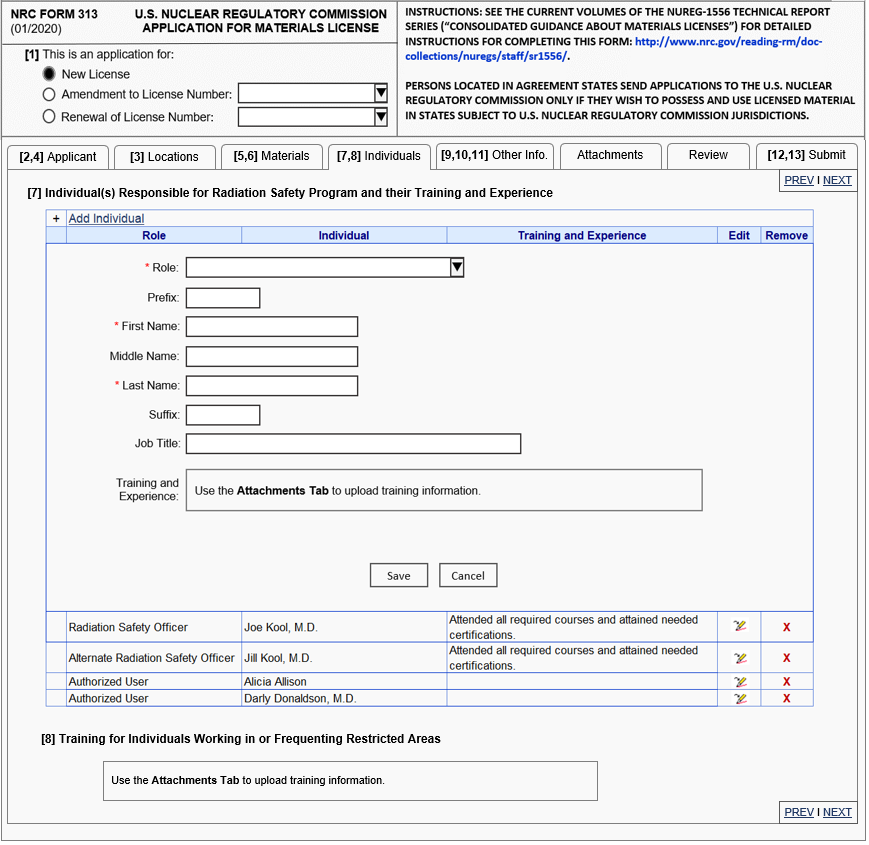 NRC FORM 313
(01/2020)
U.S. NUCLEAR REGULATORY COMMISSION
APPLICATION FOR MATERIALS LICENSE
[1] This is an application for:
New License
Amendment to License Number:
Renewal of License Number:
INSTRUCTIONS: SEE THE CURRENT VOLUMES OF THE NUREG-1556 TECHNICAL REPORT
SERIES ("CONSOLIDATED GUIDANCE ABOUT MATERIALS LICENSES") FOR DETAILED
INSTRUCTIONS FOR COMPLETING THIS FORM: http://www.nrc.gov/reading-rm/doc-
collections/nuregs/staff/sr1556/.
PERSONS LOCATED IN AGREEMENT STATES SEND APPLICATIONS TO THE U.S. NUCLEAR
REGULATORY COMMISSION ONLY IF THEY WISH TO POSSESS AND USE LICENSED MATERIAL
IN STATES SUBJECT TO U.S. NUCLEAR REGULATORY COMMISSION JURISDICTIONS.
[2,4] Applicant [3] Locations [5,6] Materials [7,8] Individuals [9,10,11] Other Info. Attachments Review [12,13] Submit
PREV I NEXT
[7] Individual(s) Responsible for Radiation Safety Program and their Training and Experience
+ Add Individual
Role Individual Training and Experience Edit Remove
* Role:
Prefix:
* First Name:
Middle Name:
* Last Name:
Suffix:
Job Title:
Training and
Experience:
Use the Attachments Tab to upload training information.
Save Cancel
Radiation Safety Officer Joe Kool, M.D. Attended all required courses and attained needed
certifications. X
Alternate Radiation Safety Officer Jill Kool, M.D. Attended all required courses and attained needed
certifications. X
Authorized User Alicia Allison X
Authorized User Darly Donaldson, M.D. X
[8] Training for Individuals Working in or Frequenting Restricted Areas
Use the Attachments Tab to upload training information.
PREV I NEXT